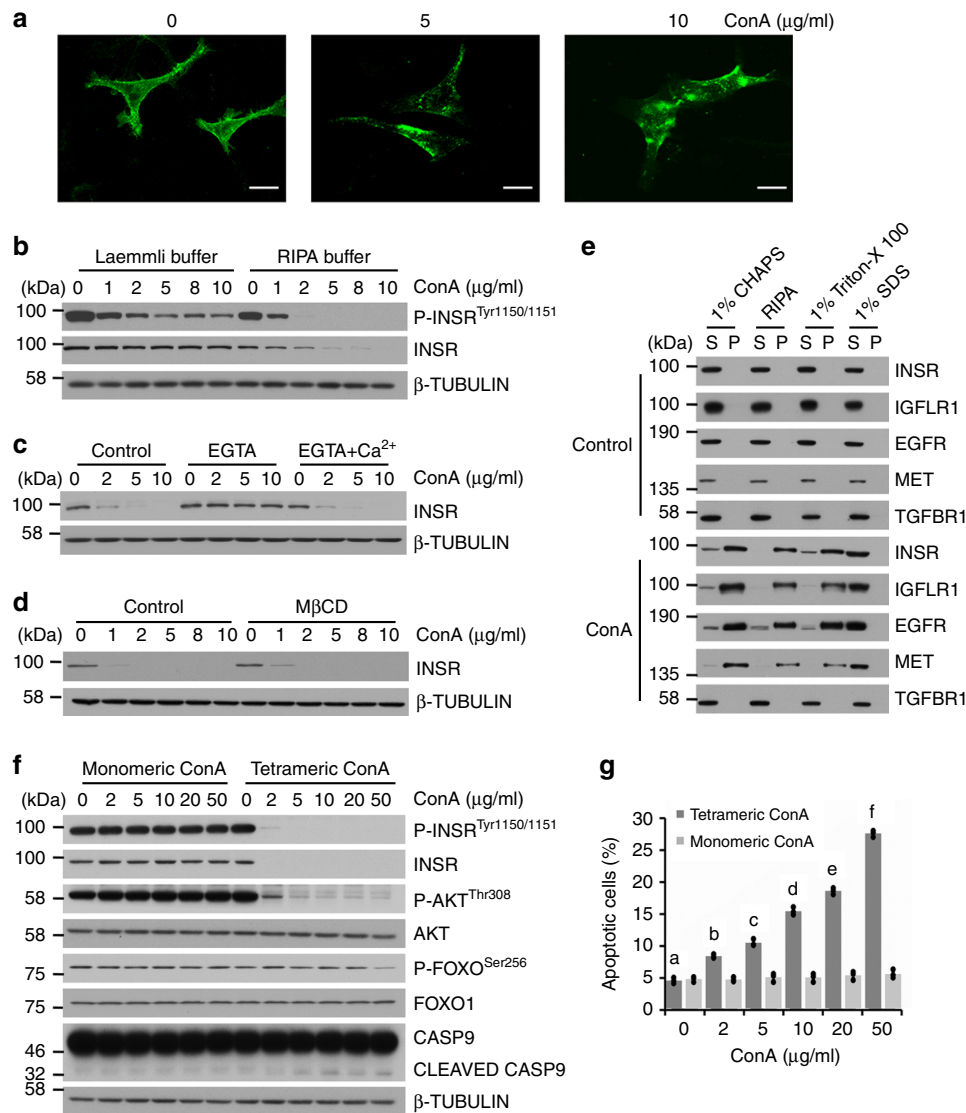 a
0 5 10 ConA (μg/ml)
b
Laemmli buffer RIPA buffer
(kDa) 0 1 2 5 8 10 0 1 2 5 8 10 ConA (μg/ml)
100 P-INSR^Tyr1150/1151
100 INSR
58 β-TUBULIN
c
Control EGTA EGTA+Ca²⁺
(kDa) 0 2 5 10 0 2 5 10 0 2 5 10 ConA (μg/ml)
100 INSR
58 β-TUBULIN
d
Control MβCD
(kDa) 0 1 2 5 8 10 0 1 2 5 8 10 ConA (μg/ml)
100 INSR
58 β-TUBULIN
e
1% CHAPS RIPA 1% Triton-X 100 1% SDS
(kDa) S P S P S P S P
Control
100 INSR
100 IGFLR1
190 EGFR
135 MET
58 TGFBR1
ConA
100 INSR
100 IGFLR1
190 EGFR
135 MET
58 TGFBR1
f
Monomeric ConA Tetrameric ConA
(kDa) 0 2 5 10 20 50 0 2 5 10 20 50 ConA (μg/ml)
100 P-INSR^Tyr1150/1151
100 INSR
58 P-AKT^Thr308
58 AKT
75 P-FOXO^Ser256
75 FOXO1
CASP9
46
32 CLEAVED CASP9
58 β-TUBULIN
g
Tetrameric ConA
Monomeric ConA
Apoptotic cells (%)
30
25
20
15
10
5
0
a b c d e f
0 2 5 10 20 50
ConA (μg/ml)